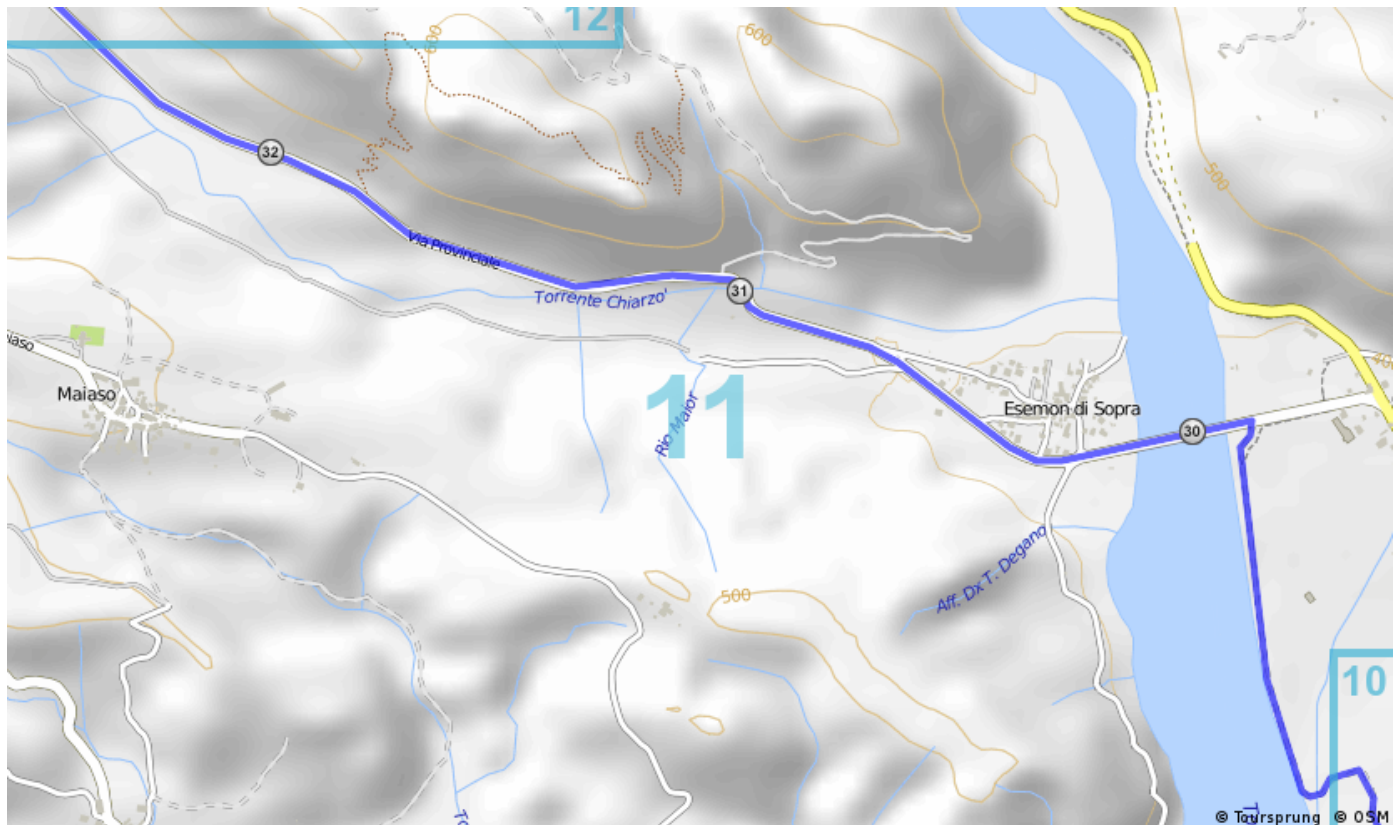 12
600
600
32
500
Via Provinciale
31
Torrente Chiarzo'
Maiaso
11
Esemon di Sopra
Rio Maior
30
Aff. Dx T. Degano
500
10
© Toursprung © OSM